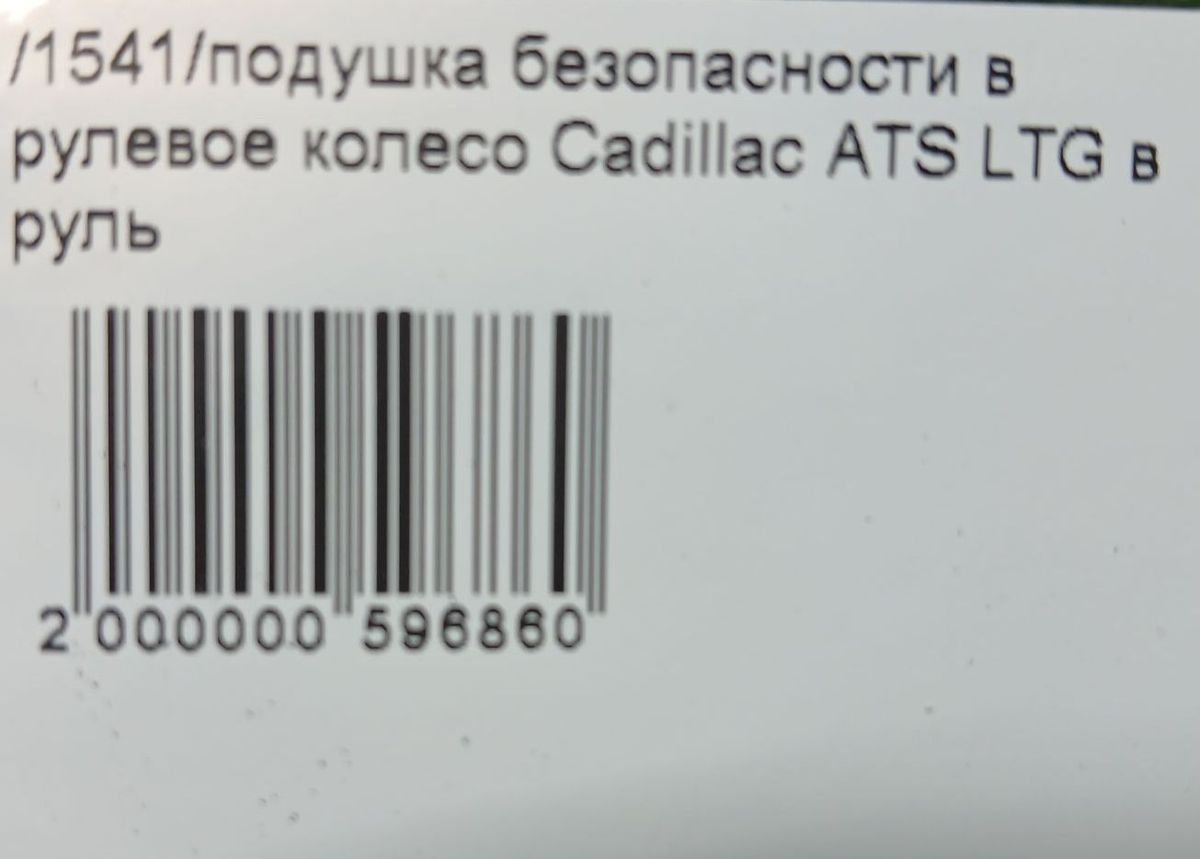 /1541/подушка безопасности в
рулевое колесо Cadillac ATS LTG в
руль
2 000000 596860